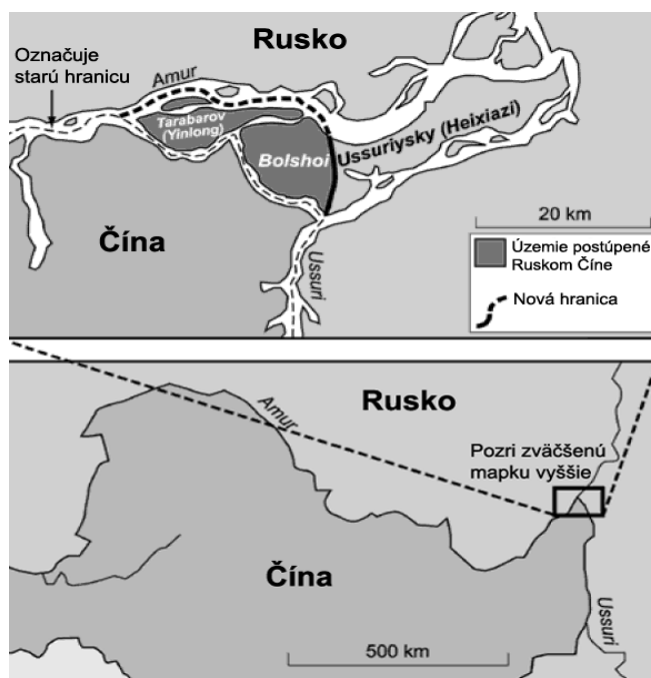 Rusko
Označuje
starú hranicu
Amur
Tarabarov
(Yinlong)
Bolshoi Ussuriysky (Heixiazi)
Čína
Ussuri
20 km
Územie postúpené
Ruskom Číne
Nová hranica
Amur
Rusko
Pozri zväčšenú
mapku vyššie
Čína
Ussuri
500 km